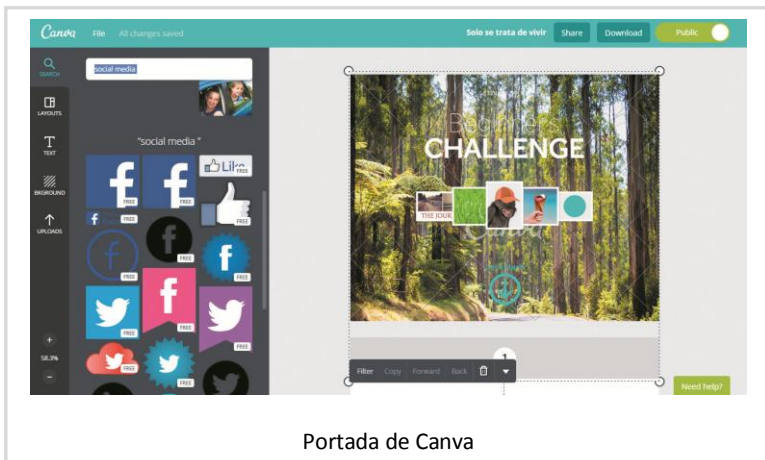 Canva File All changes saved Solo se trata de vivir Share Download Public
SEARCH
social media
LAYOUTS
"social media "
TEXT
Like
FREE FREE FREE
BKGROUND
FREE
FREE
UPLOADS
FREE FREE
FREE
FREE FREE
FREE
FREE FREE
+
58.3%
-
Beginners
CHALLENGE
THE JOUR
1
Filter Copy Forward Back
Need help?
Portada de Canva